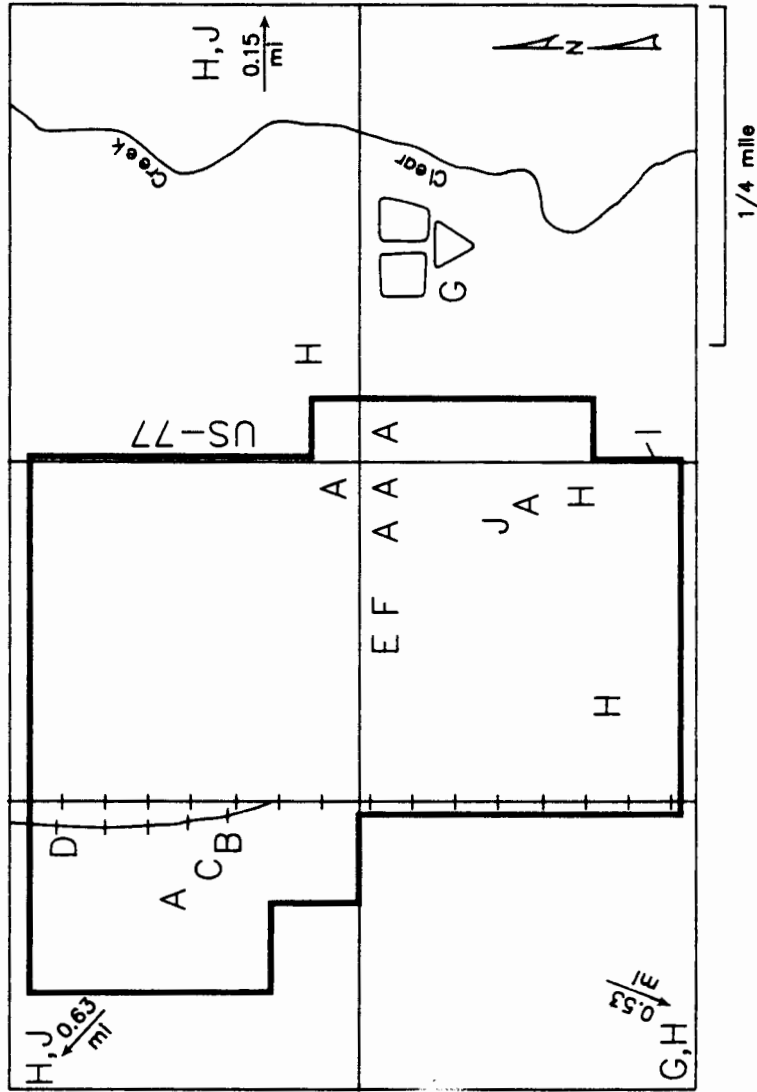 H, J
0.63
mi
D
Creek
A
US-77
H, J
0.15
mi
C
B
H
A
E F A A A
Clear
G
J
A
H
N
H
0.53
mi
I
G,H
1/4 mile